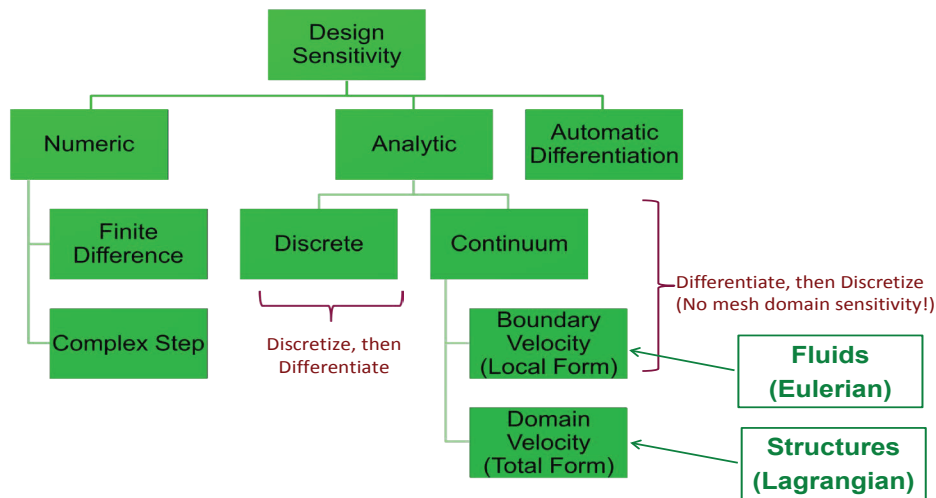 Design
Sensitivity
Numeric
Analytic
Automatic
Differentiation
Finite
Difference
Discrete
Continuum
Differentiate, then Discretize
(No mesh domain sensitivity!)
Complex Step
Discretize, then
Differentiate
Boundary
Velocity
(Local Form)
Fluids
(Eulerian)
Domain
Velocity
(Total Form)
Structures
(Lagrangian)